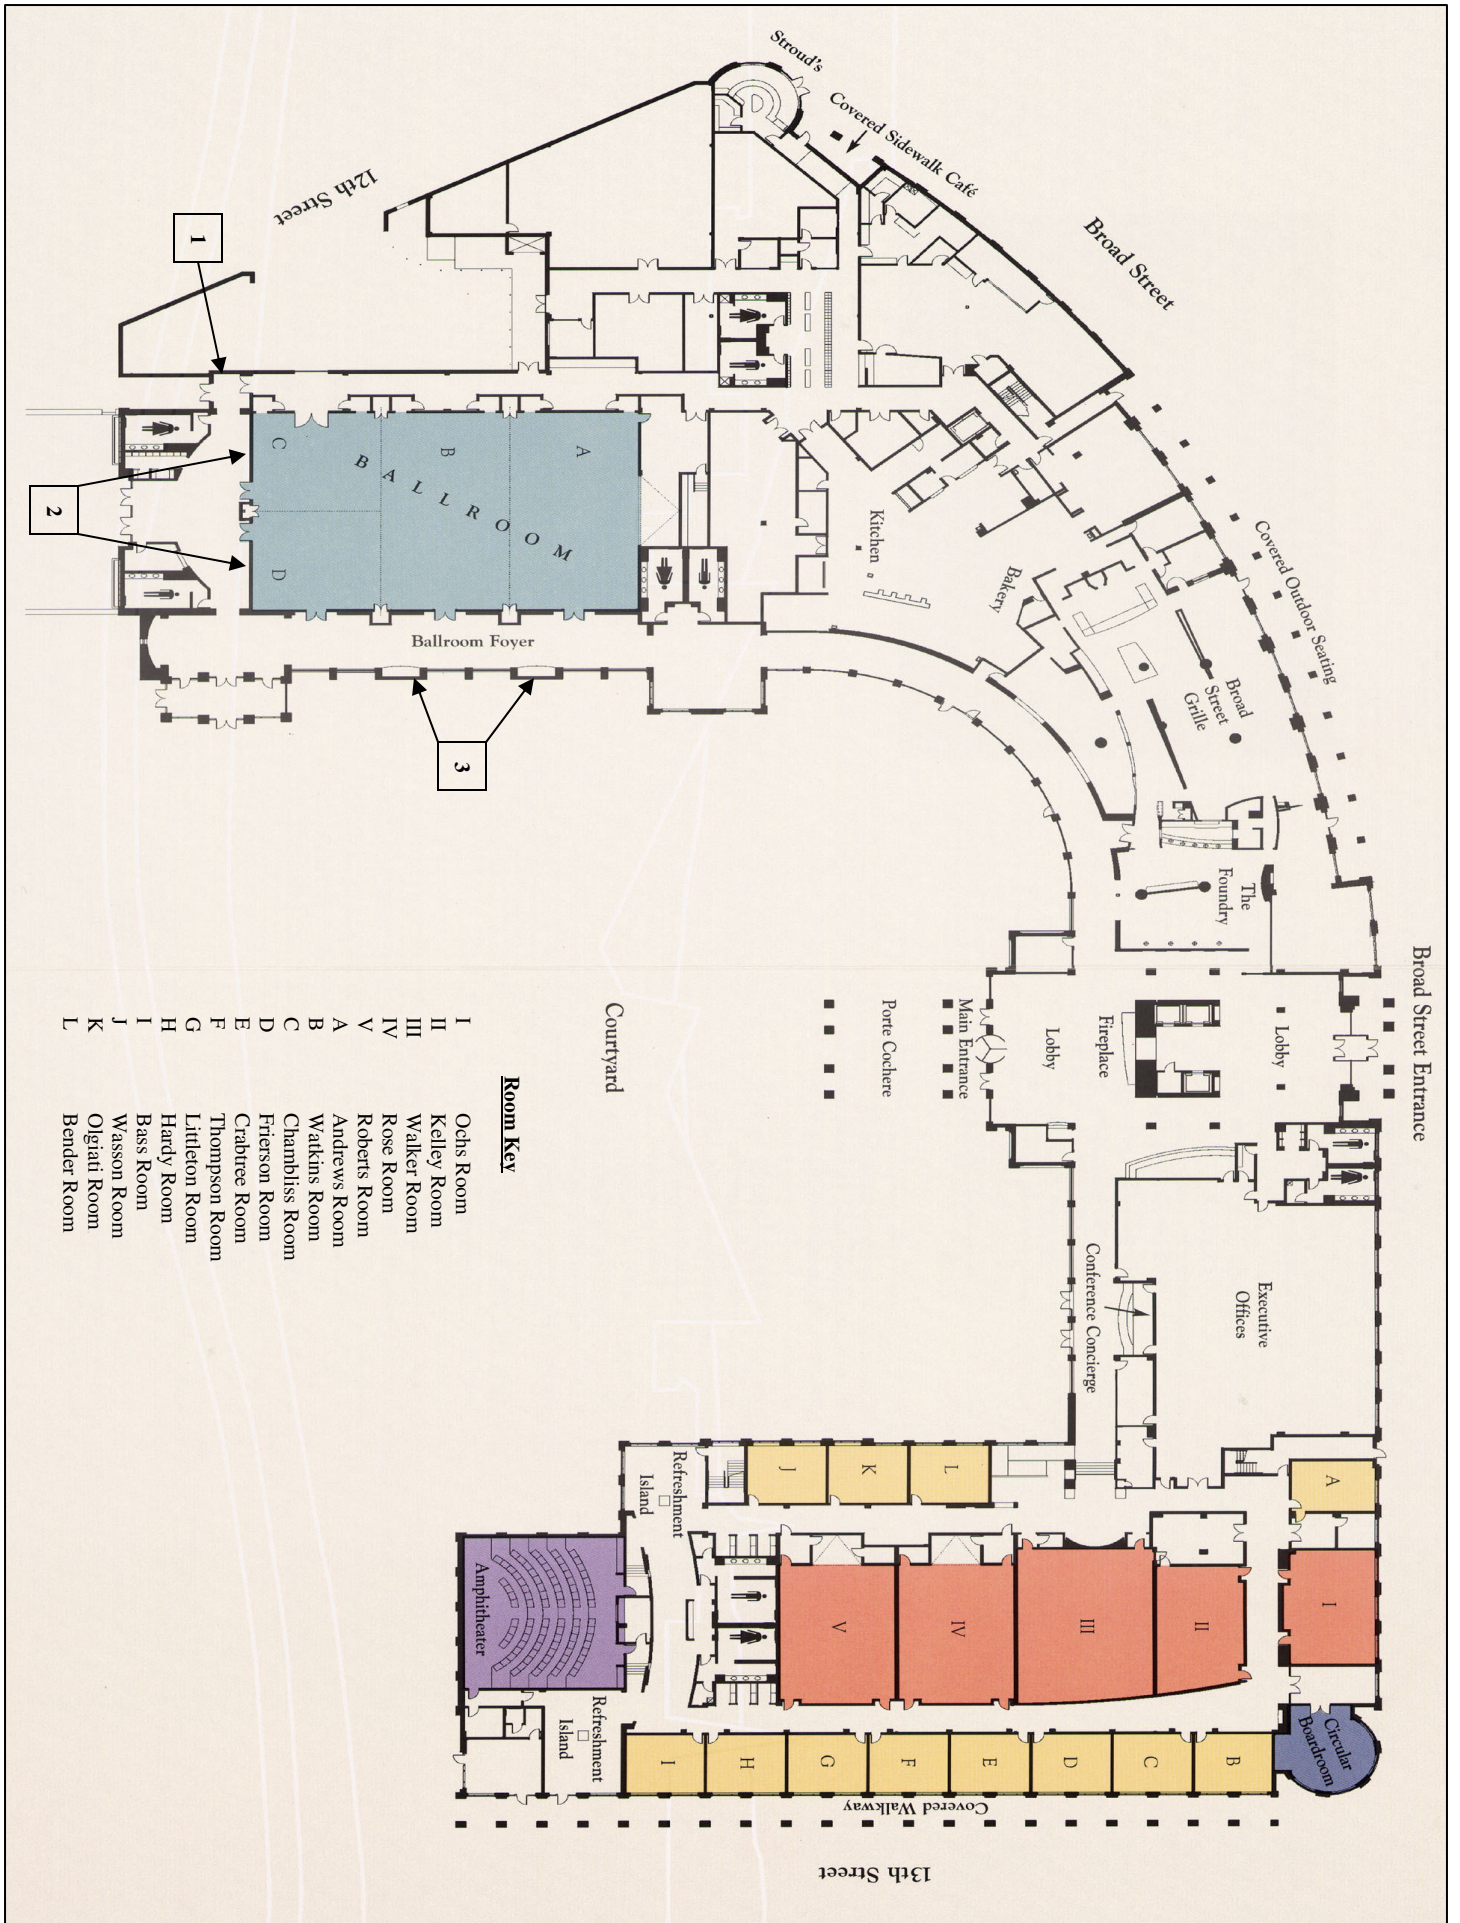 Stroud's
Covered Sidewalk Café
Broad Street
12th Street
1
2
3
C
B
A
D
BALLROOM
Ballroom Foyer
Kitchen
Bakery
Covered Outdoor Seating
Broad
Street
Grille
The
Foundry
Broad Street Entrance
Lobby
Fireplace
Lobby
Main Entrance
Porte Cochere
Courtyard
Executive
Offices
Conference Concierge
Room Key
I Ochs Room
II Kelley Room
III Walker Room
IV Rose Room
V Roberts Room
A Andrews Room
B Watkins Room
C Chambliss Room
D Frierson Room
E Crabtree Room
F Thompson Room
G Littleton Room
H Hardy Room
I Bass Room
J Wasson Room
K Olgiati Room
L Bender Room
A
I
II
III
IV
V
L
K
J
Refreshment
Island
Amphitheater
Refreshment
Island
Circular
Boardroom
B
C
D
E
F
G
H
I
Covered Walkway
13th Street